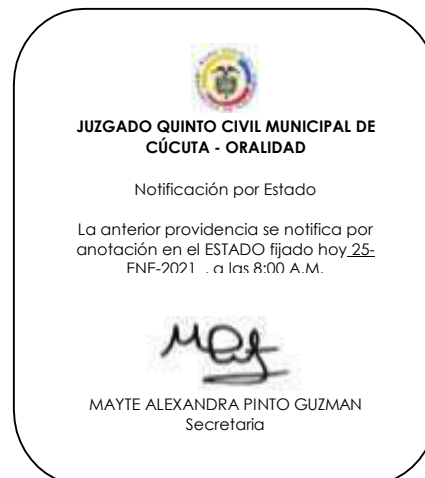 JUZGADO QUINTO CIVIL MUNICIPAL DE
CÚCUTA - ORALIDAD
Notificación por Estado
La anterior providencia se notifica por
anotación en el ESTADO fijado hoy 25-
ENE-2021 , a las 8:00 A.M.
MAYTE ALEXANDRA PINTO GUZMAN
Secretaria